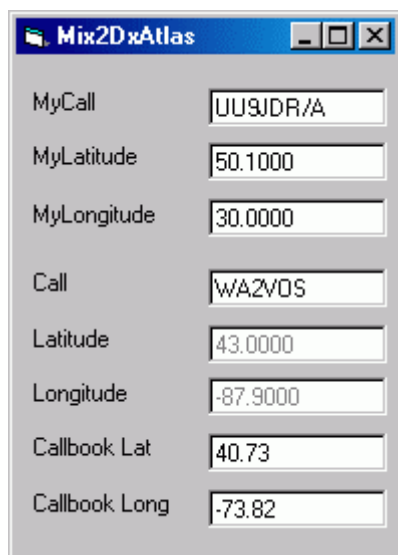 Mix2DxAtlas
MyCall UU9JDR/A
MyLatitude 50.1000
MyLongitude 30.0000
Call WA2VOS
Latitude 43.0000
Longitude -87.9000
Callbook Lat 40.73
Callbook Long -73.82